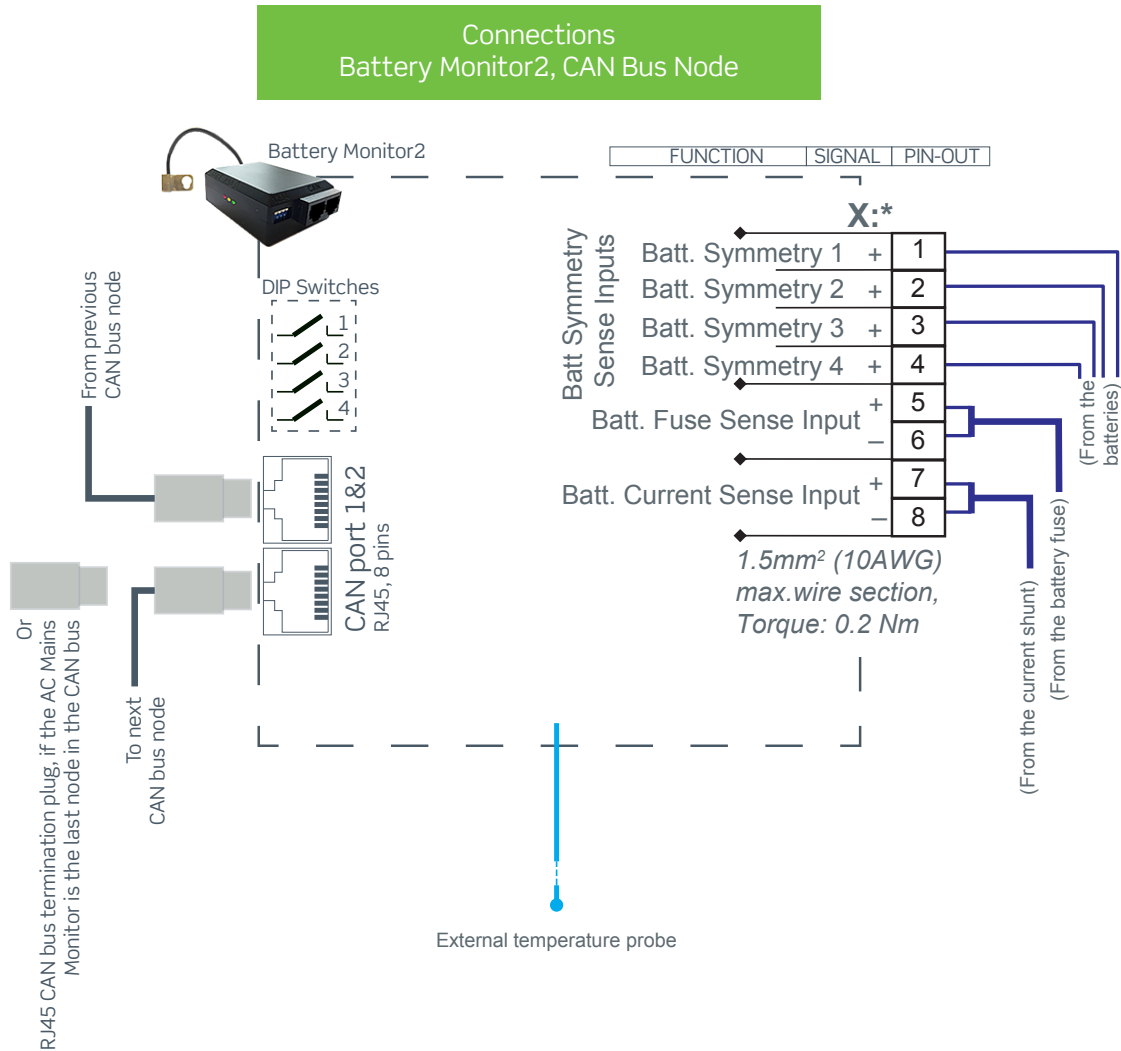 Connections
Battery Monitor2, CAN Bus Node
Battery Monitor2
FUNCTION SIGNAL PIN-OUT
X:*
Batt Symmetry
Sense Inputs
Batt. Symmetry 1 + 1
Batt. Symmetry 2 + 2
Batt. Symmetry 3 + 3
Batt. Symmetry 4 + 4
Batt. Fuse Sense Input + 5
– 6
Batt. Current Sense Input + 7
– 8
1.5mm² (10AWG)
max.wire section,
Torque: 0.2 Nm
(From the
batteries)
(From the battery fuse)
(From the current shunt)
DIP Switches
1
2
3
4
From previous
CAN bus node
CAN port 1&2
RJ45, 8 pins
To next
CAN bus node
Or
RJ45 CAN bus termination plug, if the AC Mains
Monitor is the last node in the CAN bus
External temperature probe